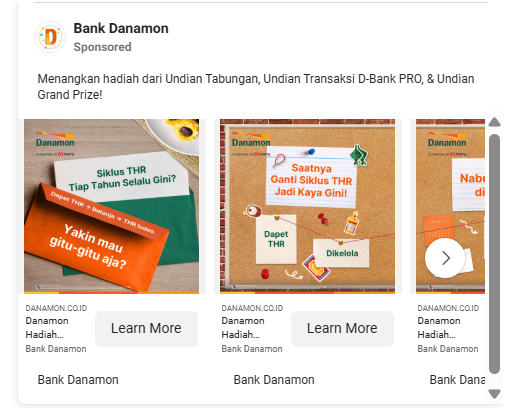 Bank Danamon
Sponsored
Menangkan hadiah dari Undian Tabungan, Undian Transaksi D-Bank PRO, & Undian
Grand Prize!
Danamon
A member of MUFG
Siklus THR
Tiap Tahun Selalu Gini?
Dapet THR → Belanja → THR ludes
Yakin mau
gitu-gitu aja?
DANAMON.CO.ID
Danamon
Hadiah...
Bank Danamon
Learn More
Bank Danamon
Danamon
A member of MUFG
Saatnya
Ganti Siklus THR
Jadi Kaya Gini!
Dapet
THR
Dikelola
DANAMON.CO.ID
Danamon
Hadiah...
Bank Danamon
Learn More
Bank Danamon
Danamon
A member of MUFG
Nabu
di
DANAMON.CO.ID
Danamon
Hadiah...
Bank Danamon
Bank Dana